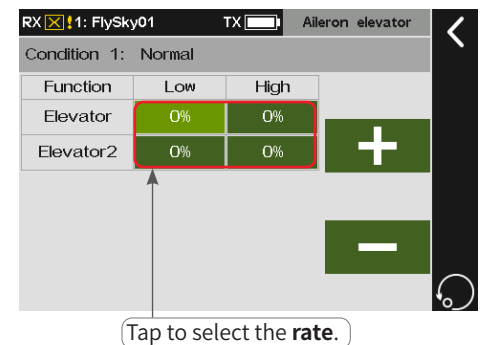 RX !1: FlySky01 TX Aileron elevator
Condition 1: Normal
Function Low High
Elevator 0% 0%
Elevator2 0% 0%
Tap to select the rate.